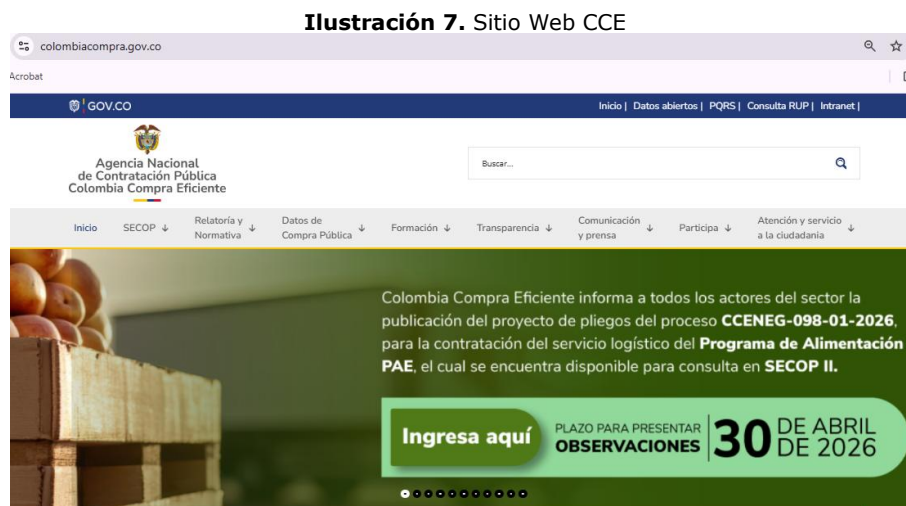 Ilustración 7. Sitio Web CCE
colombiacompra.gov.co
Acrobat
GOV.CO
Inicio | Datos abiertos | PQRS | Consulta RUP | Intranet |
Agencia Nacional
de Contratación Pública
Colombia Compra Eficiente
Buscar...
Inicio
SECOP
Relatoría y
Normativa
Datos de
Compra Pública
Formación
Transparencia
Comunicación
y prensa
Participa
Atención y servicio
a la ciudadanía
Colombia Compra Eficiente informa a todos los actores del sector la
publicación del proyecto de pliegos del proceso CCENEG-098-01-2026,
para la contratación del servicio logístico del Programa de Alimentación
PAE, el cual se encuentra disponible para consulta en SECOP II.
Ingresa aquí
PLAZO PARA PRESENTAR
OBSERVACIONES
30 DE ABRIL
DE 2026